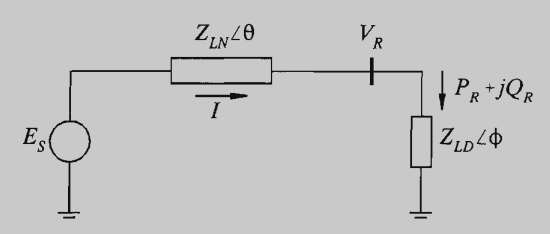 Z_{LN}∠θ
V_R
I
P_R + jQ_R
E_S
Z_{LD}∠ϕ